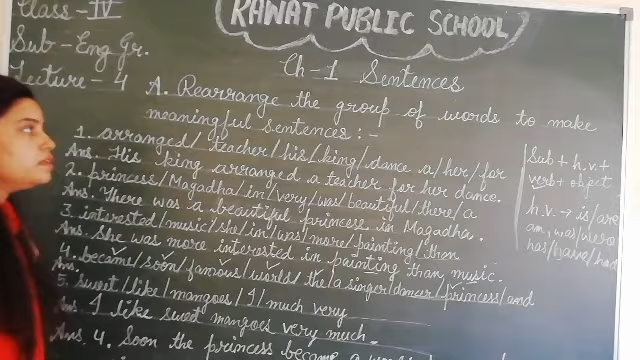 Class - IV
RAWAT PUBLIC SCHOOL
Sub - Eng Gr.
Lecture - 4
Ch-1 Sentences
A. Rearrange the group of words to make
meaningful sentences :-
1. arranged/ teacher/his/king/dance a/her/for
Ans. His king arranged a teacher for her dance.
2. princess/Magadha/in/very/was/beautiful/there/a
Ans. There was a beautiful princess in Magadha.
3. interested/music/she/in/was/more/painting/than
Ans. She was more interested in painting than music.
4. became/soon/famous/world/the/a singer/dancer/princess/and
Ans.
5. sweet/like/mangoes/I/much very
Ans. I like sweet mangoes very much.
Ans. 4. Soon the princess became a
Sub + h.v. +
verb + object
h.v. → is/are
am, was/were
has/have/had